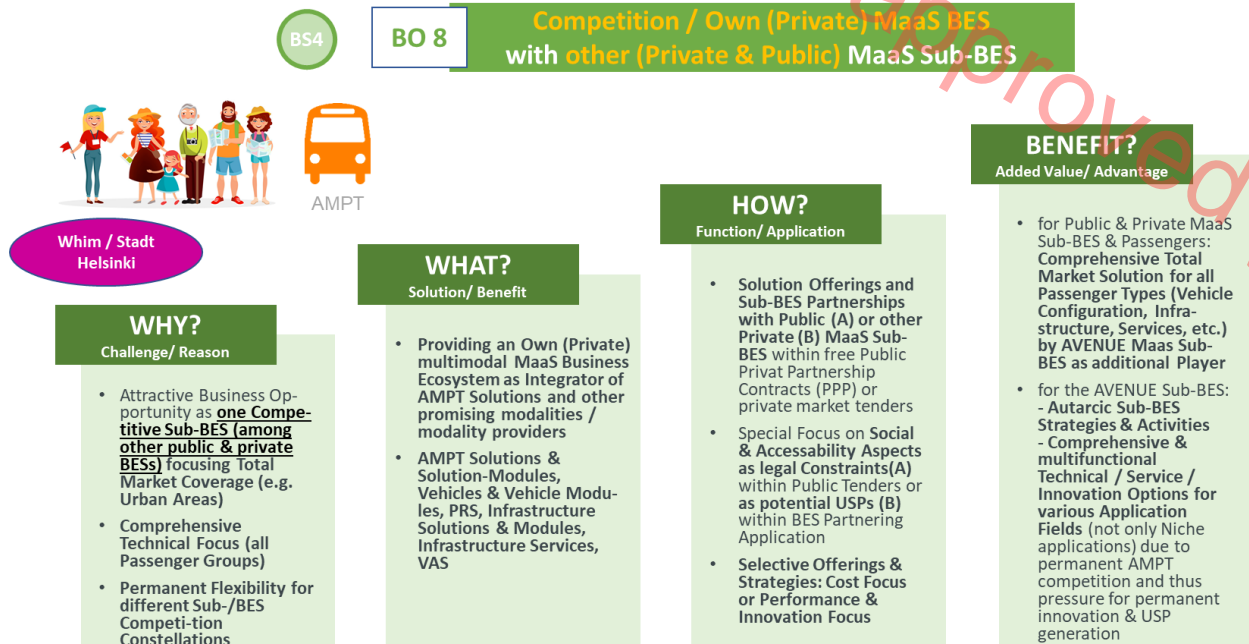 BS4
BO 8
Competition / Own (Private) MaaS BES
with other (Private & Public) MaaS Sub-BES
approved
AMPT
Whim / Stadt
Helsinki
WHY?
Challenge/ Reason
• Attractive Business Op-
portunity as one Compe-
titive Sub-BES (among
other public & private
BESs) focusing Total
Market Coverage (e.g.
Urban Areas)
• Comprehensive
Technical Focus (all
Passenger Groups)
• Permanent Flexibility for
different Sub-/BES
Competi-tion
Constellations
WHAT?
Solution/ Benefit
• Providing an Own (Private)
multimodal MaaS Business
Ecosystem as Integrator of
AMPT Solutions and other
promising modalities /
modality providers
• AMPT Solutions &
Solution-Modules,
Vehicles & Vehicle Modu-
les, PRS, Infrastructure
Solutions & Modules,
Infrastructure Services,
VAS
HOW?
Function/ Application
• Solution Offerings and
Sub-BES Partnerships
with Public (A) or other
Private (B) MaaS Sub-
BES within free Public
Privat Partnership
Contracts (PPP) or
private market tenders
• Special Focus on Social
& Accessability Aspects
as legal Constraints(A)
within Public Tenders or
as potential USPs (B)
within BES Partnering
Application
• Selective Offerings &
Strategies: Cost Focus
or Performance &
Innovation Focus
BENEFIT?
Added Value/ Advantage
• for Public & Private MaaS
Sub-BES & Passengers:
Comprehensive Total
Market Solution for all
Passenger Types (Vehicle
Configuration, Infra-
structure, Services, etc.)
by AVENUE Maas Sub-
BES as additional Player
• for the AVENUE Sub-BES:
- Autarcic Sub-BES
Strategies & Activities
- Comprehensive &
multifunctional
Technical / Service /
Innovation Options for
various Application
Fields (not only Niche
applications) due to
permanent AMPT
competition and thus
pressure for permanent
innovation & USP
generation